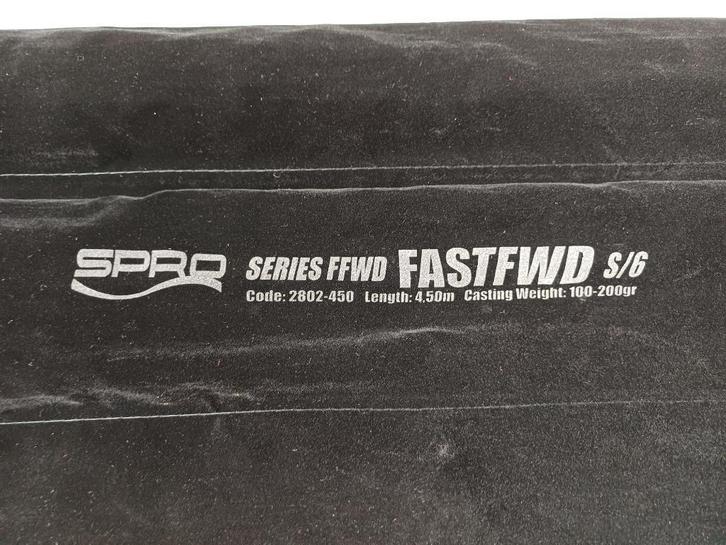 SPRO SERIES FFWD FASTFWD S/6
Code: 2802-450 Length: 4,50m Casting Weight: 100-200gr